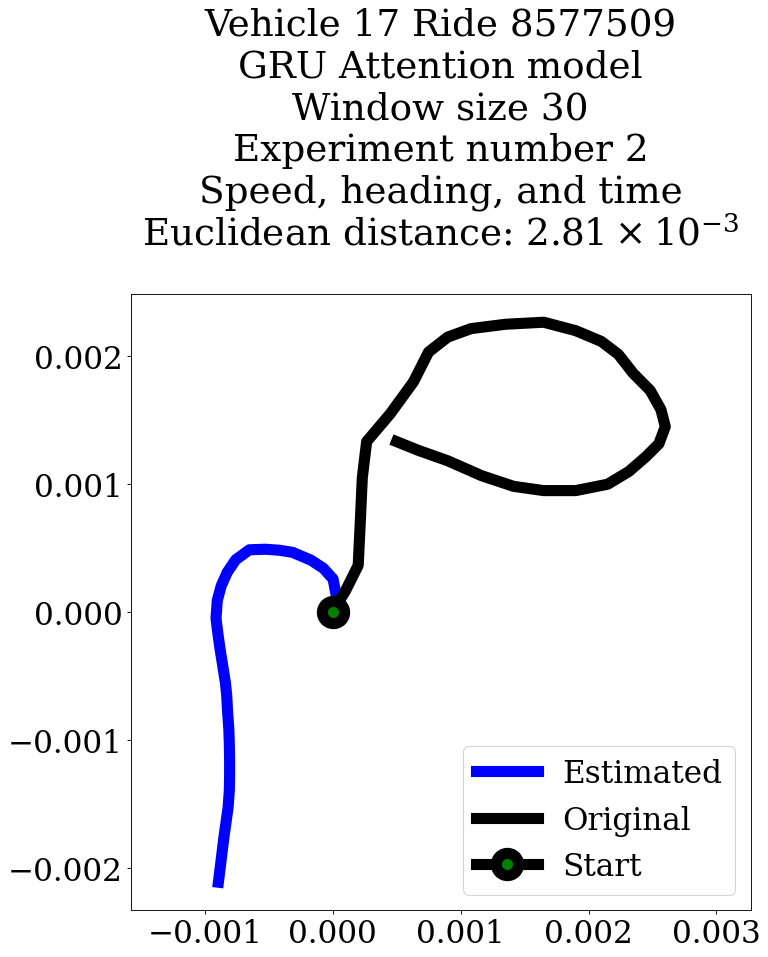 Vehicle 17 Ride 8577509
GRU Attention model
Window size 30
Experiment number 2
Speed, heading, and time
Euclidean distance: 2.81 × 10⁻³
0.002
0.001
0.000
−0.001
−0.002
Estimated
Original
Start
−0.001 0.000 0.001 0.002 0.003